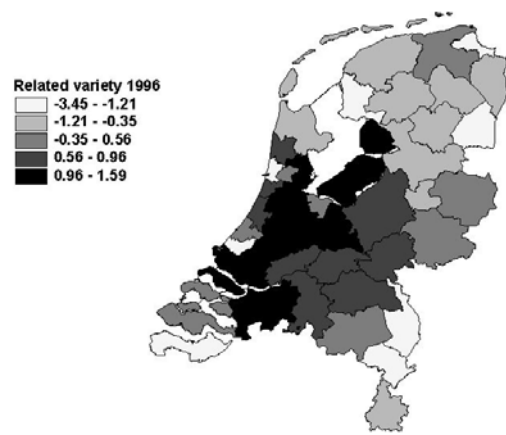 Related variety 1996
-3.45 - -1.21
-1.21 - -0.35
-0.35 - 0.56
0.56 - 0.96
0.96 - 1.59